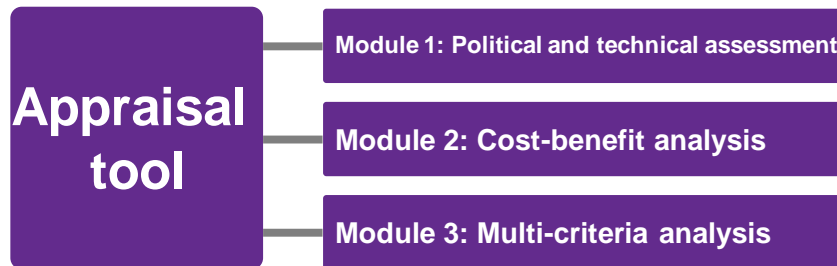 Appraisal
tool
Module 1: Political and technical assessment
Module 2: Cost-benefit analysis
Module 3: Multi-criteria analysis